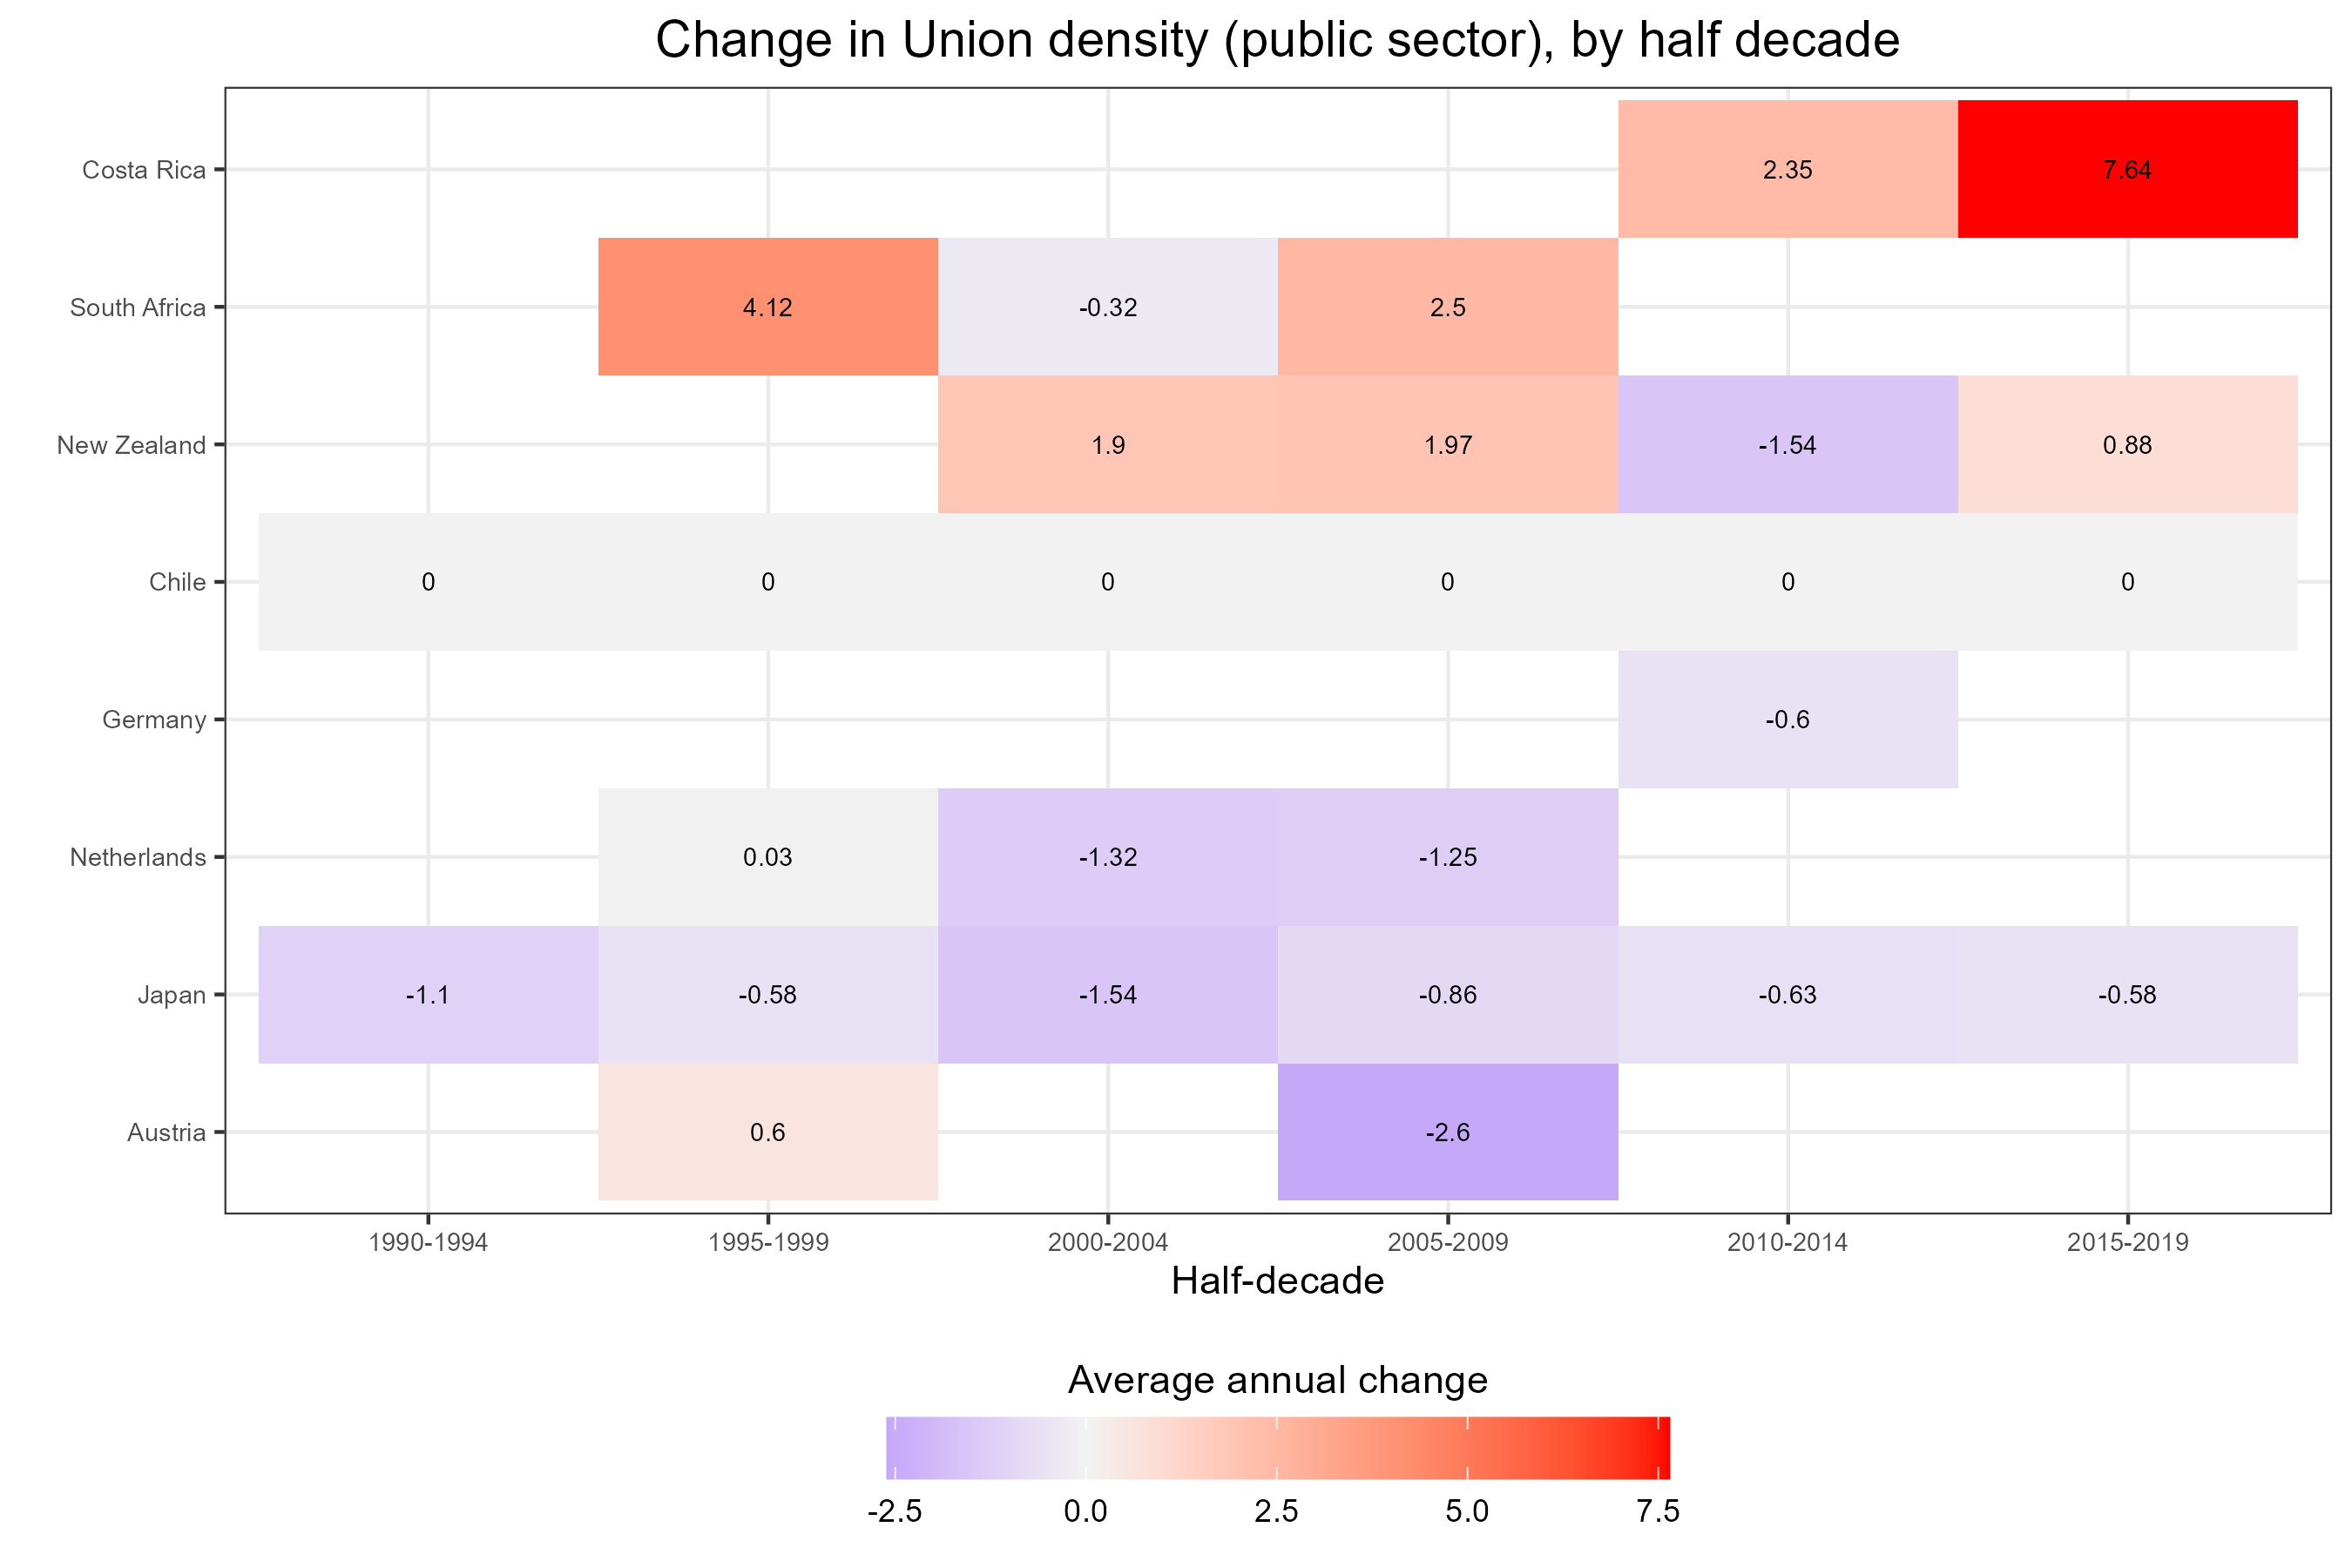 Change in Union density (public sector), by half decade
Costa Rica 2.35 7.64
South Africa 4.12 -0.32 2.5
New Zealand 1.9 1.97 -1.54 0.88
Chile 0 0 0 0 0 0
Germany -0.6
Netherlands 0.03 -1.32 -1.25
Japan -1.1 -0.58 -1.54 -0.86 -0.63 -0.58
Austria 0.6 -2.6
1990-1994 1995-1999 2000-2004 2005-2009 2010-2014 2015-2019
Half-decade
Average annual change
-2.5 0.0 2.5 5.0 7.5